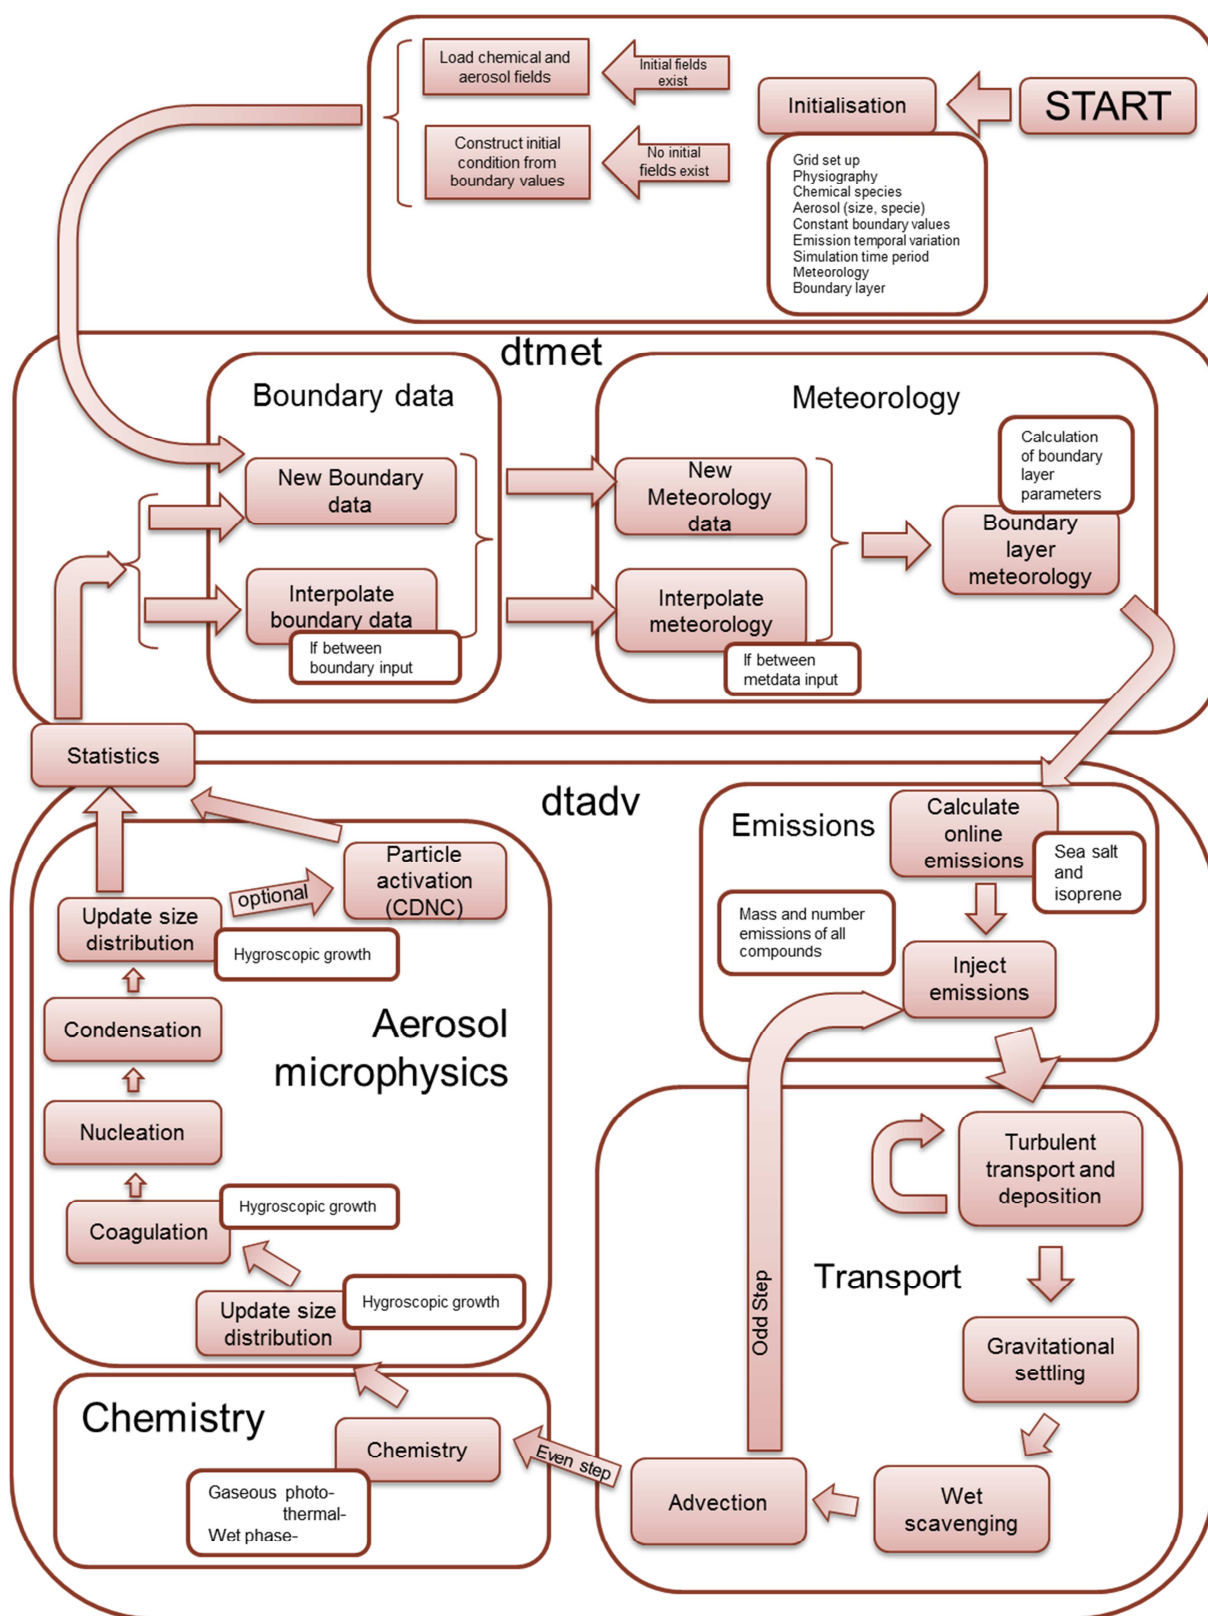 START
Initialisation
Grid set up
Physiography
Chemical species
Aerosol (size, specie)
Constant boundary values
Emission temporal variation
Simulation time period
Meteorology
Boundary layer
Initial fields
exist
Load chemical and
aerosol fields
No initial
fields exist
Construct initial
condition from
boundary values
dtmet
Boundary data
New Boundary
data
Interpolate
boundary data
If between
boundary input
Meteorology
New
Meteorology
data
Interpolate
meteorology
If between
metdata input
Calculation
of boundary
layer
parameters
Boundary
layer
meteorology
Statistics
dtadv
Emissions
Calculate
online
emissions
Sea salt
and
isoprene
Mass and number
emissions of all
compounds
Inject
emissions
Transport
Turbulent
transport and
deposition
Gravitational
settling
Wet
scavenging
Advection
Odd Step
Even step
Chemistry
Chemistry
Gaseous photo-
thermal-
Wet phase-
Aerosol
microphysics
Update size
distribution
Hygroscopic growth
Coagulation
Hygroscopic growth
Nucleation
Condensation
Update size
distribution
Hygroscopic growth
optional
Particle
activation
(CDNC)